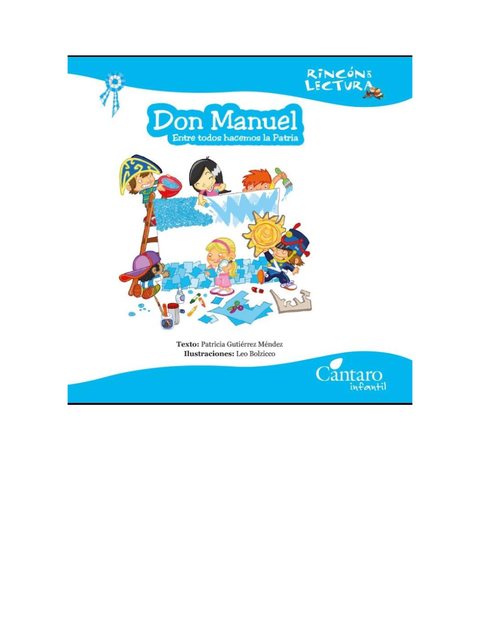 Rincón de
Lectura
Don Manuel
Entre todos hacemos la Patria
Texto: Patricia Gutiérrez Méndez
Ilustraciones: Leo Bolzicco
Cántaro
infantil